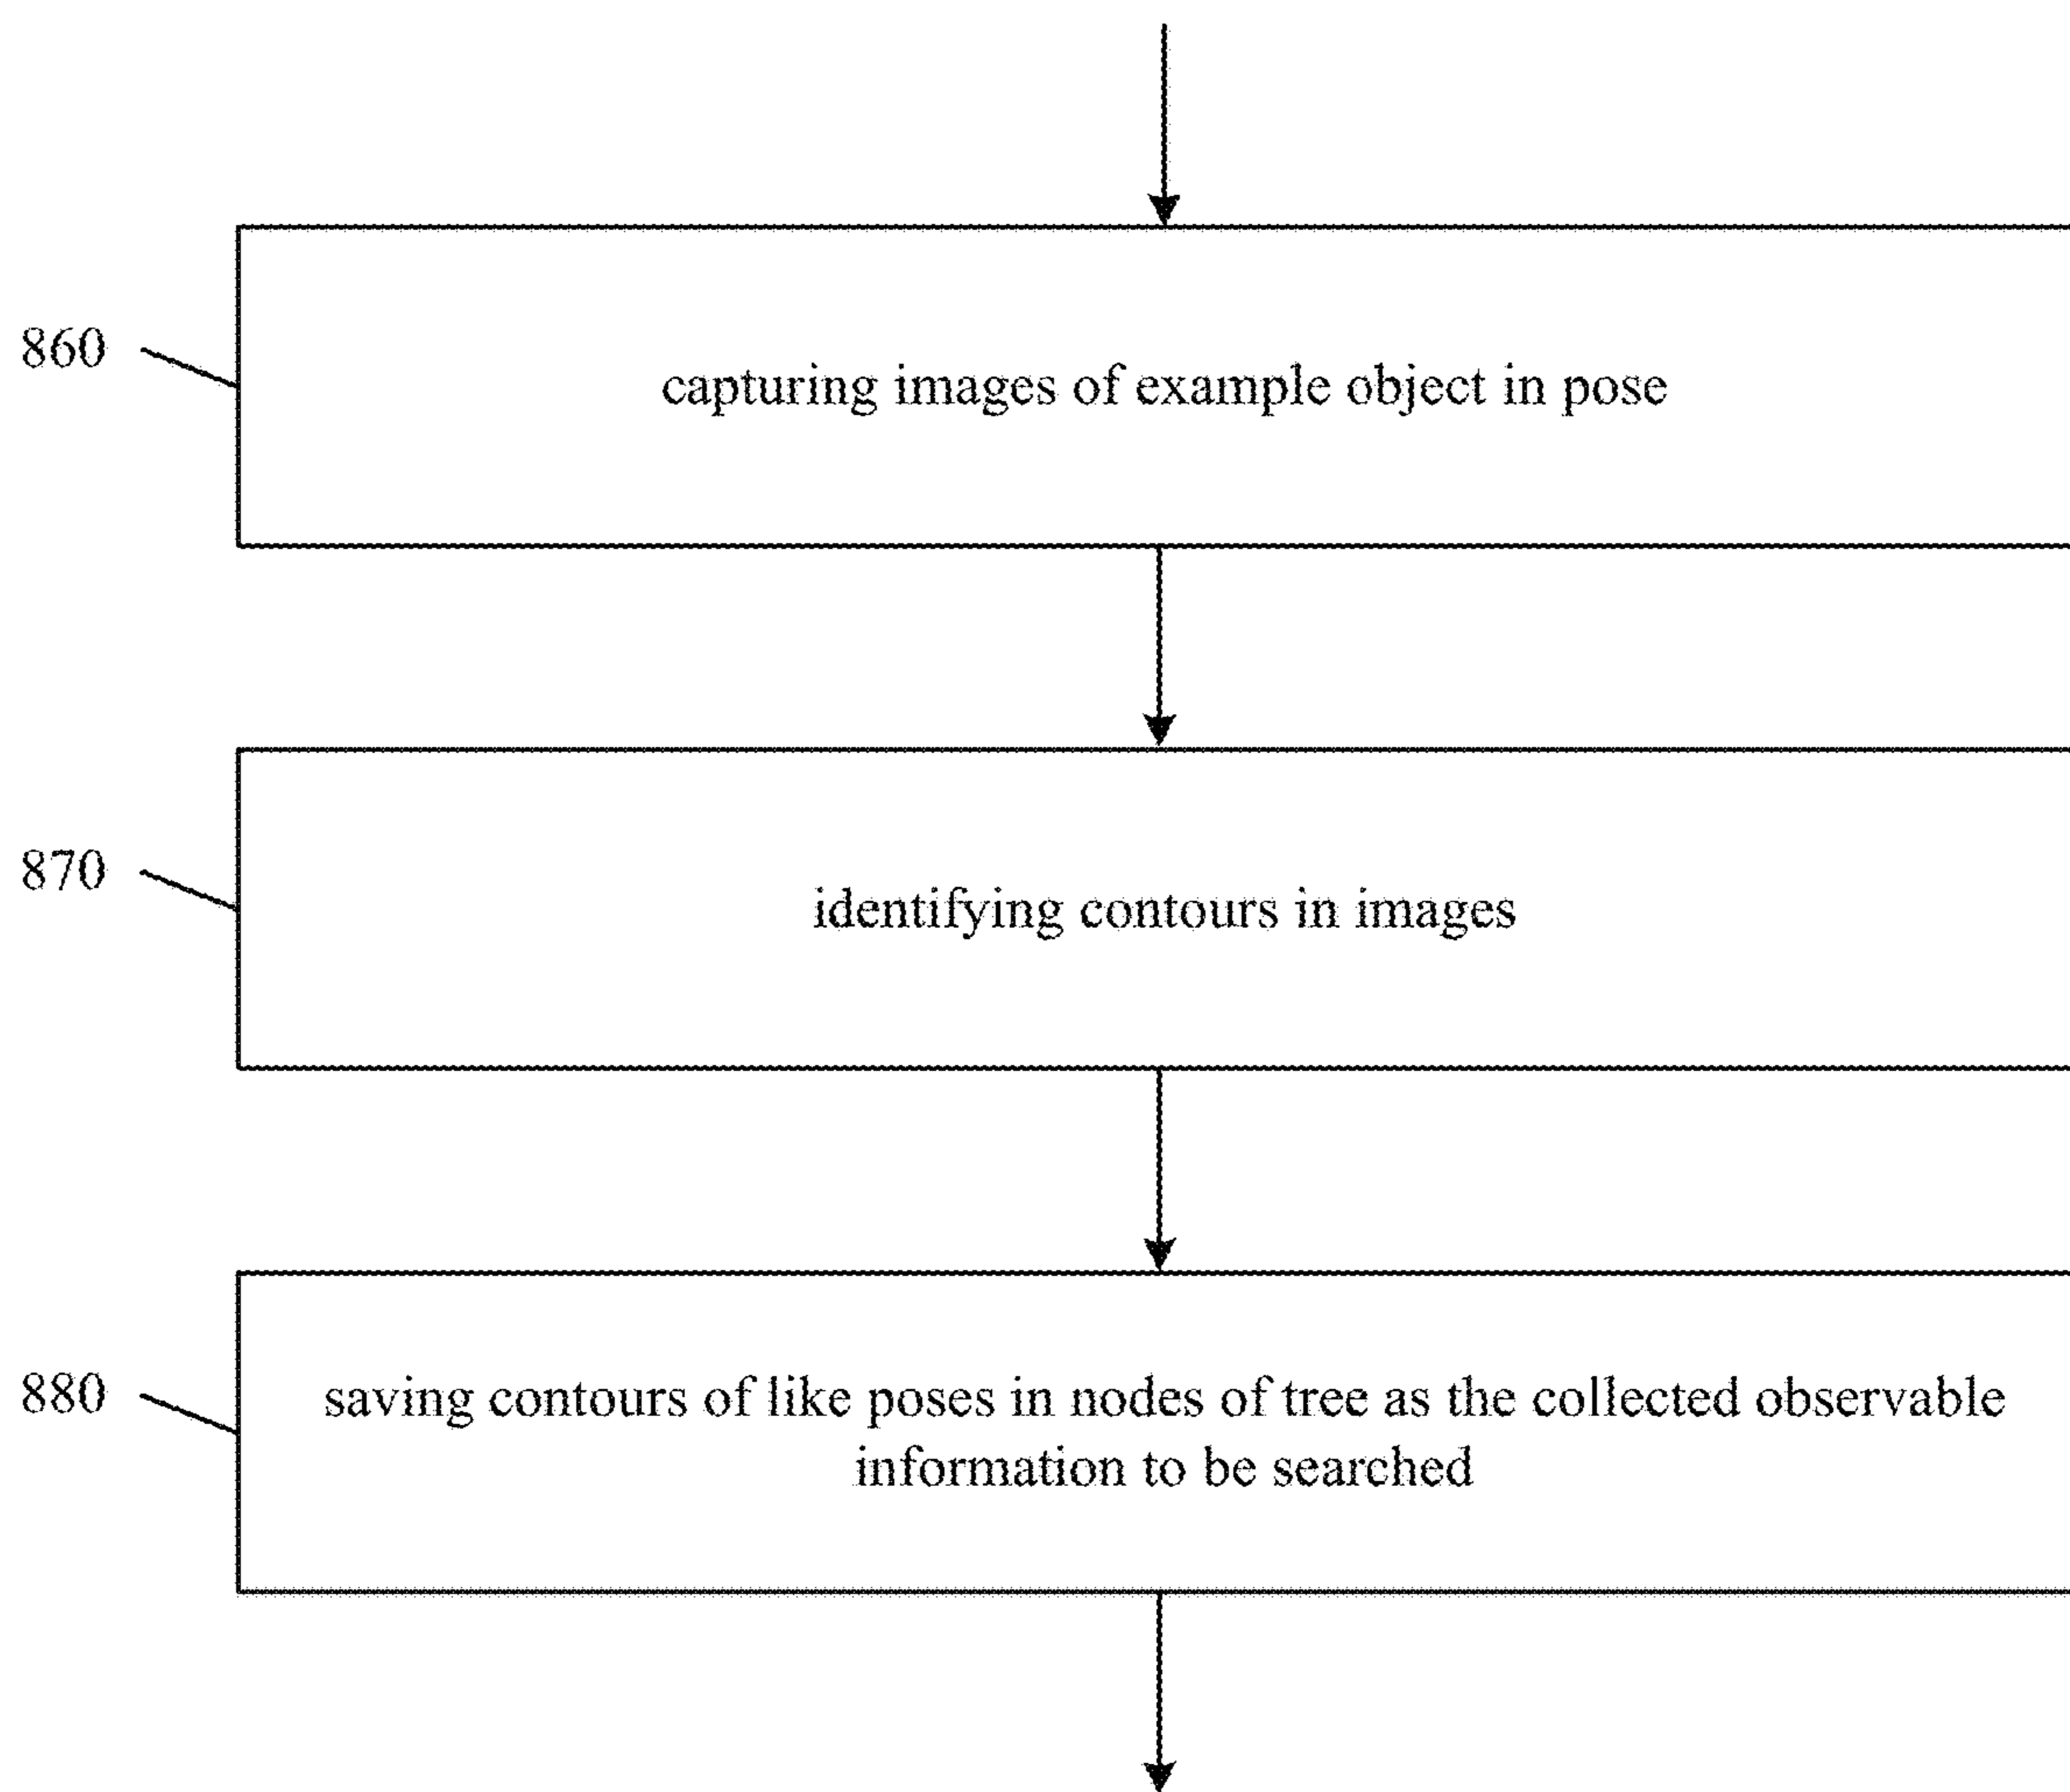 860
capturing images of example object in pose
870
identifying contours in images
880
saving contours of like poses in nodes of tree as the collected observable
information to be searched